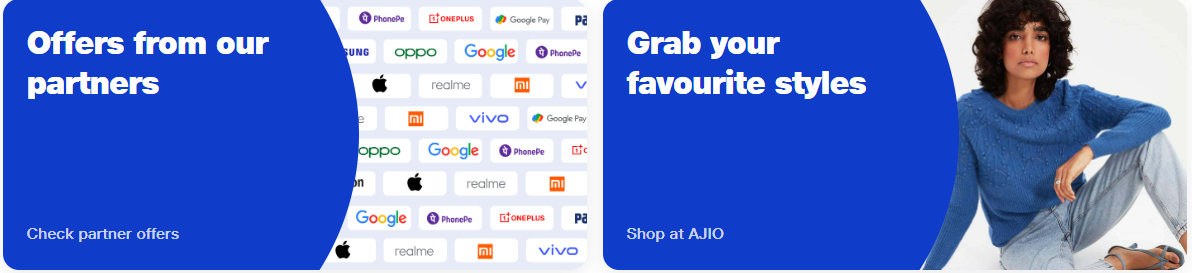 Offers from our
partners
Check partner offers
PhonePe
ONEPLUS
Google Pay
SUNG
oppo
Google
PhonePe
realme
mi
mi
vivo
Google Pay
oppo
Google
PhonePe
realme
mi
Google
PhonePe
ONEPLUS
realme
mi
vivo
Grab your
favourite styles
Shop at AJIO